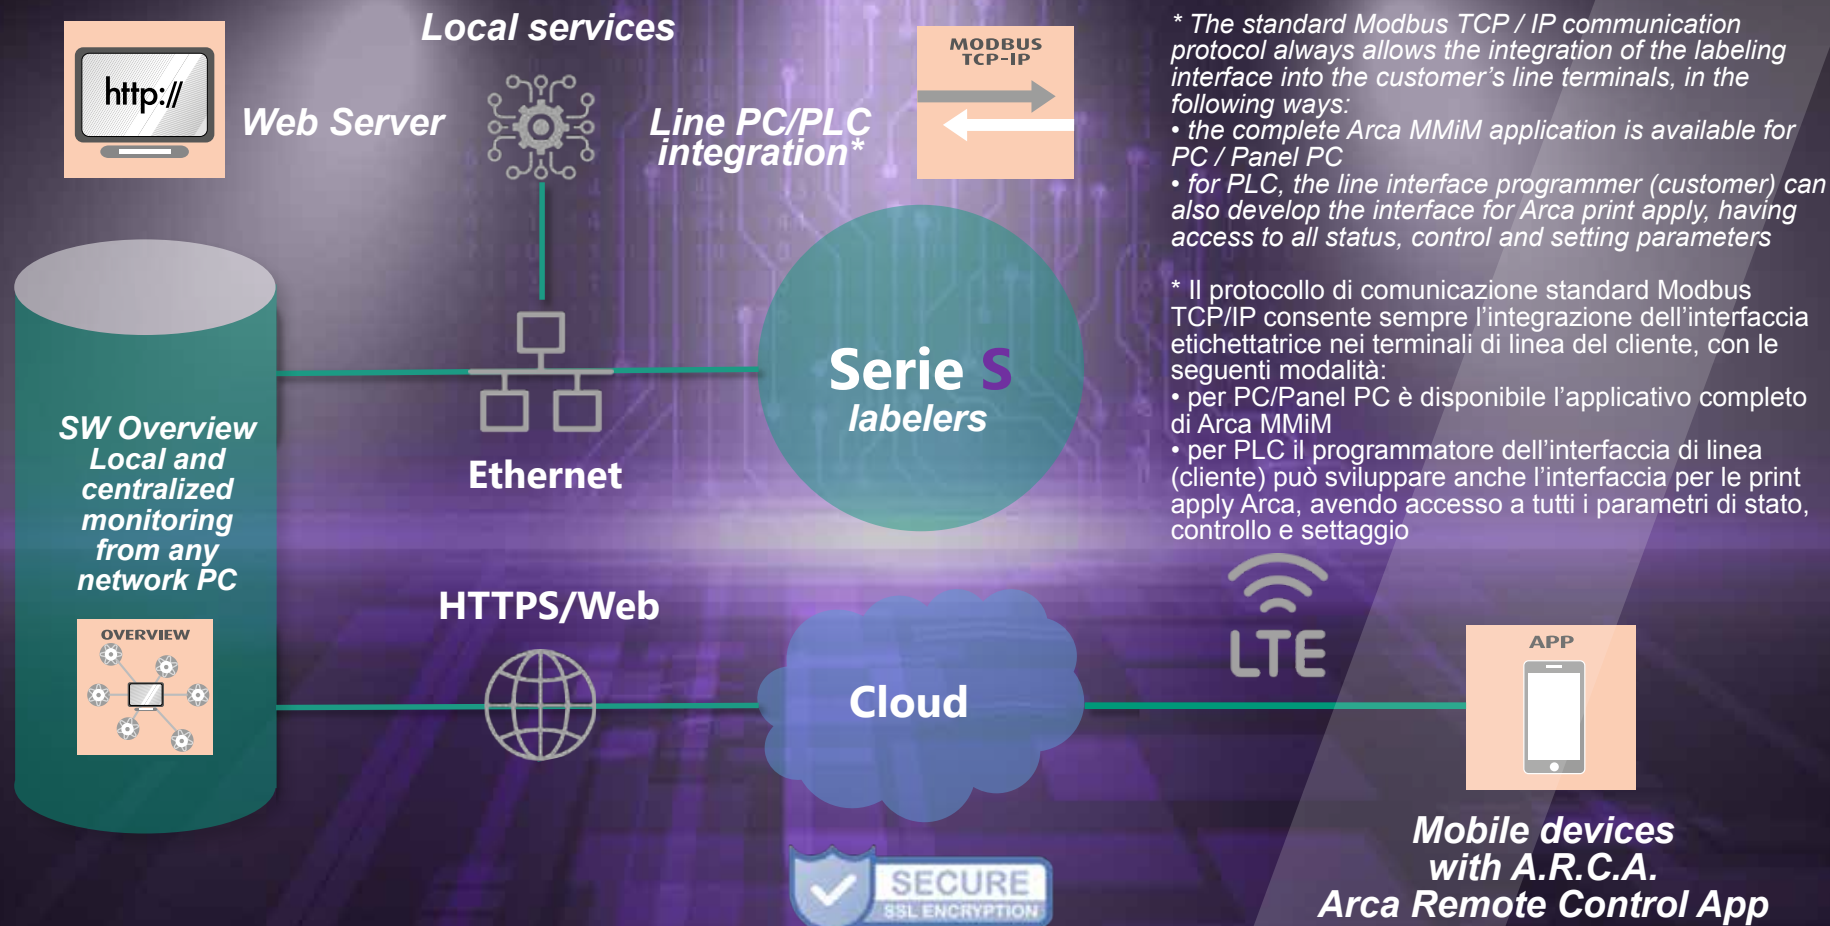 Local services
http://
Web Server
Line PC/PLC
integration*
MODBUS
TCP-IP
* The standard Modbus TCP / IP communication
protocol always allows the integration of the labeling
interface into the customer's line terminals, in the
following ways:
• the complete Arca MMiM application is available for
PC / Panel PC
• for PLC, the line interface programmer (customer) can
also develop the interface for Arca print apply, having
access to all status, control and setting parameters
* Il protocollo di comunicazione standard Modbus
TCP/IP consente sempre l'integrazione dell'interfaccia
etichettatrice nei terminali di linea del cliente, con le
seguenti modalità:
• per PC/Panel PC è disponibile l'applicativo completo
di Arca MMiM
• per PLC il programmatore dell'interfaccia di linea
(cliente) può sviluppare anche l'interfaccia per le print
apply Arca, avendo accesso a tutti i parametri di stato,
controllo e settaggio
Serie S
labelers
SW Overview
Local and
centralized
monitoring
from any
network PC
OVERVIEW
Ethernet
HTTPS/Web
Cloud
LTE
APP
Mobile devices
with A.R.C.A.
Arca Remote Control App
SECURE
SSL ENCRYPTION